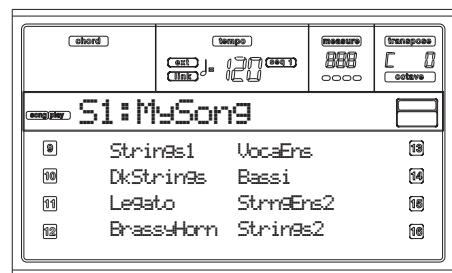 chord tempo measure transpose
ext link ♩= 120 seq 1 888 C 0
octave
song play S1:MySong
9 Strings1 VocaEns 13
10 DkStrings Bassi 14
11 Legato StrngEns2 15
12 BrassyHorn Strings2 16